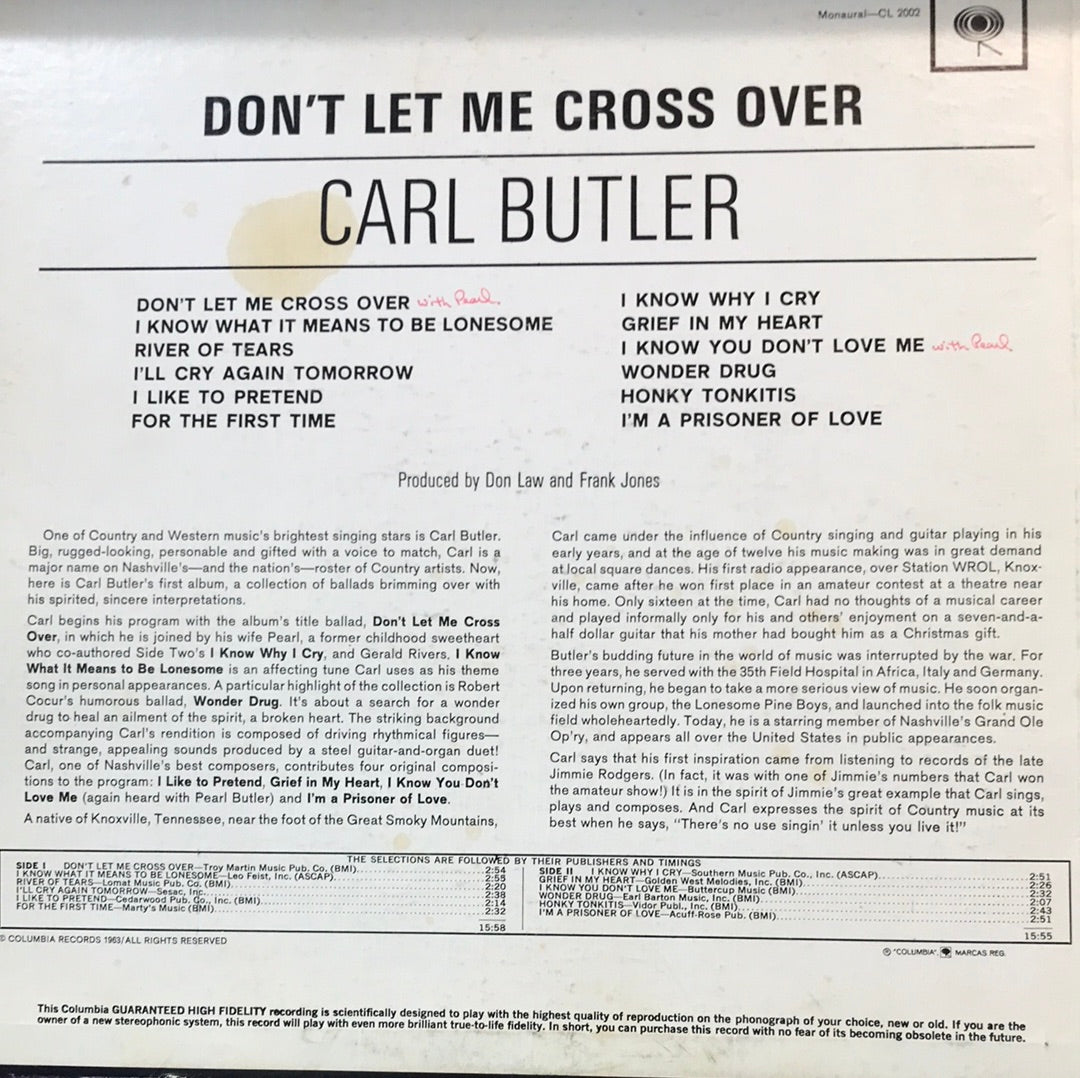 Monaural—CL 2002
DON'T LET ME CROSS OVER
CARL BUTLER
DON'T LET ME CROSS OVER with Pearl
I KNOW WHAT IT MEANS TO BE LONESOME
RIVER OF TEARS
I'LL CRY AGAIN TOMORROW
I LIKE TO PRETEND
FOR THE FIRST TIME
I KNOW WHY I CRY
GRIEF IN MY HEART
I KNOW YOU DON'T LOVE ME with Pearl
WONDER DRUG
HONKY TONKITIS
I'M A PRISONER OF LOVE
Produced by Don Law and Frank Jones
One of Country and Western music's brightest singing stars is Carl Butler.
Big, rugged-looking, personable and gifted with a voice to match, Carl is a
major name on Nashville's—and the nation's—roster of Country artists. Now,
here is Carl Butler's first album, a collection of ballads brimming over with
his spirited, sincere interpretations.
Carl begins his program with the album's title ballad, Don't Let Me Cross
Over, in which he is joined by his wife Pearl, a former childhood sweetheart
who co-authored Side Two's I Know Why I Cry, and Gerald Rivers. I Know
What It Means to Be Lonesome is an affecting tune Carl uses as his theme
song in personal appearances. A particular highlight of the collection is Robert
Cocur's humorous ballad, Wonder Drug. It's about a search for a wonder
drug to heal an ailment of the spirit, a broken heart. The striking background
accompanying Carl's rendition is composed of driving rhythmical figures—
and strange, appealing sounds produced by a steel guitar-and-organ duet!
Carl, one of Nashville's best composers, contributes four original composi-
tions to the program: I Like to Pretend, Grief in My Heart, I Know You Don't
Love Me (again heard with Pearl Butler) and I'm a Prisoner of Love.
A native of Knoxville, Tennessee, near the foot of the Great Smoky Mountains,
Carl came under the influence of Country singing and guitar playing in his
early years, and at the age of twelve his music making was in great demand
at local square dances. His first radio appearance, over Station WROL, Knox-
ville, came after he won first place in an amateur contest at a theatre near
his home. Only sixteen at the time, Carl had no thoughts of a musical career
and played informally only for his and others' enjoyment on a seven-and-a-
half dollar guitar that his mother had bought him as a Christmas gift.
Butler's budding future in the world of music was interrupted by the war. For
three years, he served with the 35th Field Hospital in Africa, Italy and Germany.
Upon returning, he began to take a more serious view of music. He soon organ-
ized his own group, the Lonesome Pine Boys, and launched into the folk music
field wholeheartedly. Today, he is a starring member of Nashville's Grand Ole
Op'ry, and appears all over the United States in public appearances.
Carl says that his first inspiration came from listening to records of the late
Jimmie Rodgers. (In fact, it was with one of Jimmie's numbers that Carl won
the amateur show!) It is in the spirit of Jimmie's great example that Carl sings,
plays and composes. And Carl expresses the spirit of Country music at its
best when he says, "There's no use singin' it unless you live it!"
THE SELECTIONS ARE FOLLOWED BY THEIR PUBLISHERS AND TIMINGS
SIDE I DON'T LET ME CROSS OVER—Troy Martin Music Pub. Co. (BMI) 2:54
I KNOW WHAT IT MEANS TO BE LONESOME—Leo Feist, Inc. (ASCAP) 2:55
RIVER OF TEARS—Lomat Music Pub. Co. (BMI) 2:20
I'LL CRY AGAIN TOMORROW—Sesac, Inc. 2:38
I LIKE TO PRETEND—Cedarwood Pub. Co., Inc. (BMI) 2:14
FOR THE FIRST TIME—Marty's Music (BMI) 2:32
15:58
SIDE II I KNOW WHY I CRY—Southern Music Pub. Co., Inc. (ASCAP) 2:51
GRIEF IN MY HEART—Golden West Melodies, Inc. (BMI) 2:26
I KNOW YOU DON'T LOVE ME—Buttercup Music (BMI) 2:32
WONDER DRUG—Earl Barton Music, Inc. (BMI) 2:07
HONKY TONKITIS—Vidor Publ., Inc. (BMI) 2:43
I'M A PRISONER OF LOVE—Acuff-Rose Pub. (BMI) 2:51
15:55
© COLUMBIA RECORDS 1963/ALL RIGHTS RESERVED
® "COLUMBIA", MARCAS REG.
This Columbia GUARANTEED HIGH FIDELITY recording is scientifically designed to play with the highest quality of reproduction on the phonograph of your choice, new or old. If you are the
owner of a new stereophonic system, this record will play with even more brilliant true-to-life fidelity. In short, you can purchase this record with no fear of its becoming obsolete in the future.